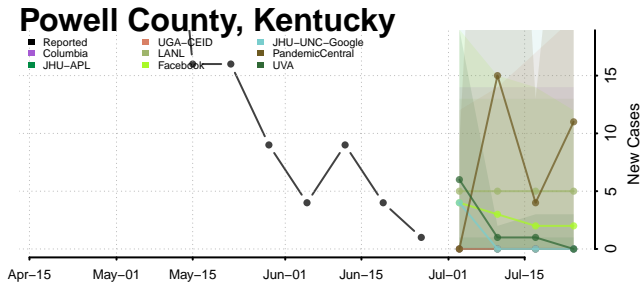 Powell County, Kentucky
Reported
Columbia
JHU−APL
UGA−CEID
LANL
Facebook
JHU−UNC−Google
PandemicCentral
UVA
New Cases
15
10
5
0
Apr−15 May−01 May−15 Jun−01 Jun−15 Jul−01 Jul−15